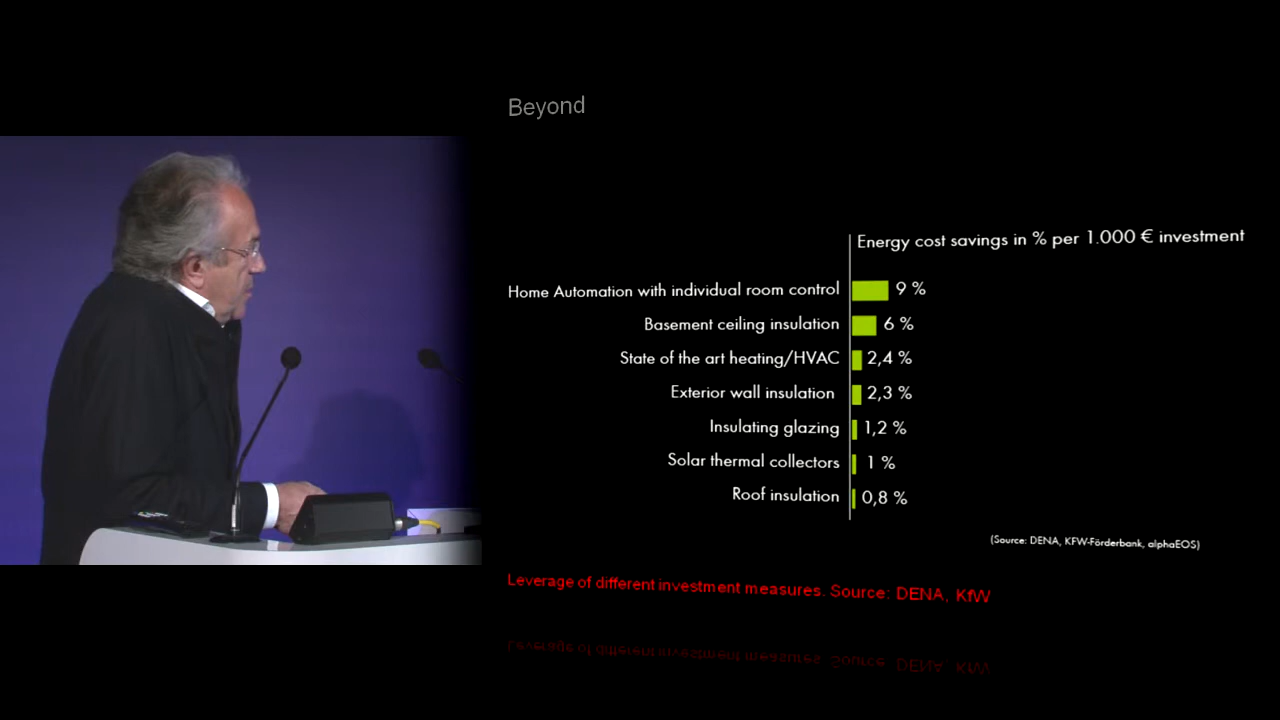 Beyond
Energy cost savings in % per 1.000 € investment
Home Automation with individual room control 9 %
Basement ceiling insulation 6 %
State of the art heating/HVAC 2,4 %
Exterior wall insulation 2,3 %
Insulating glazing 1,2 %
Solar thermal collectors 1 %
Roof insulation 0,8 %
(Source: DENA, KFW-Förderbank, alphaEOS)
Leverage of different investment measures. Source: DENA, KfW